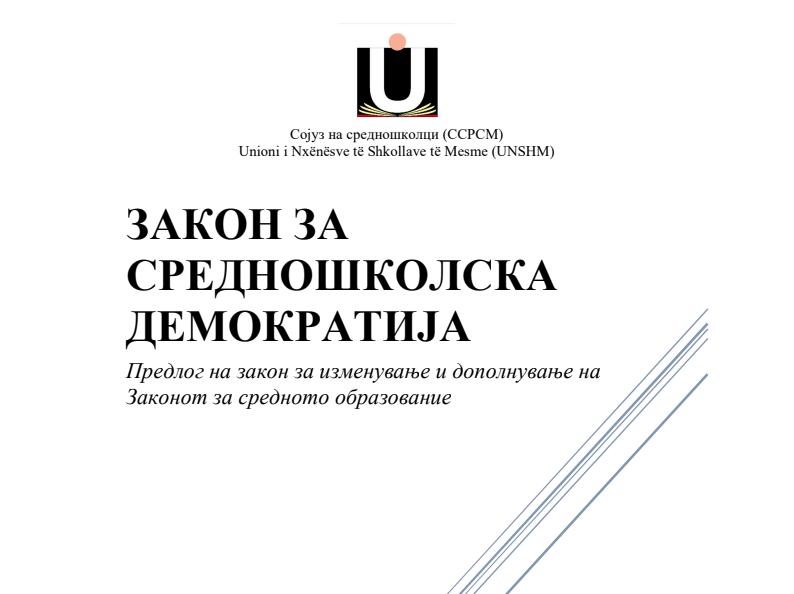 Сојуз на средношколци (ССРСМ)
Unioni i Nxënësve të Shkollave të Mesme (UNSHM)
ЗАКОН ЗА
СРЕДНОШКОЛСКА
ДЕМОКРАТИЈА
Предлог на закон за изменување и дополнување на
Законот за средното образование